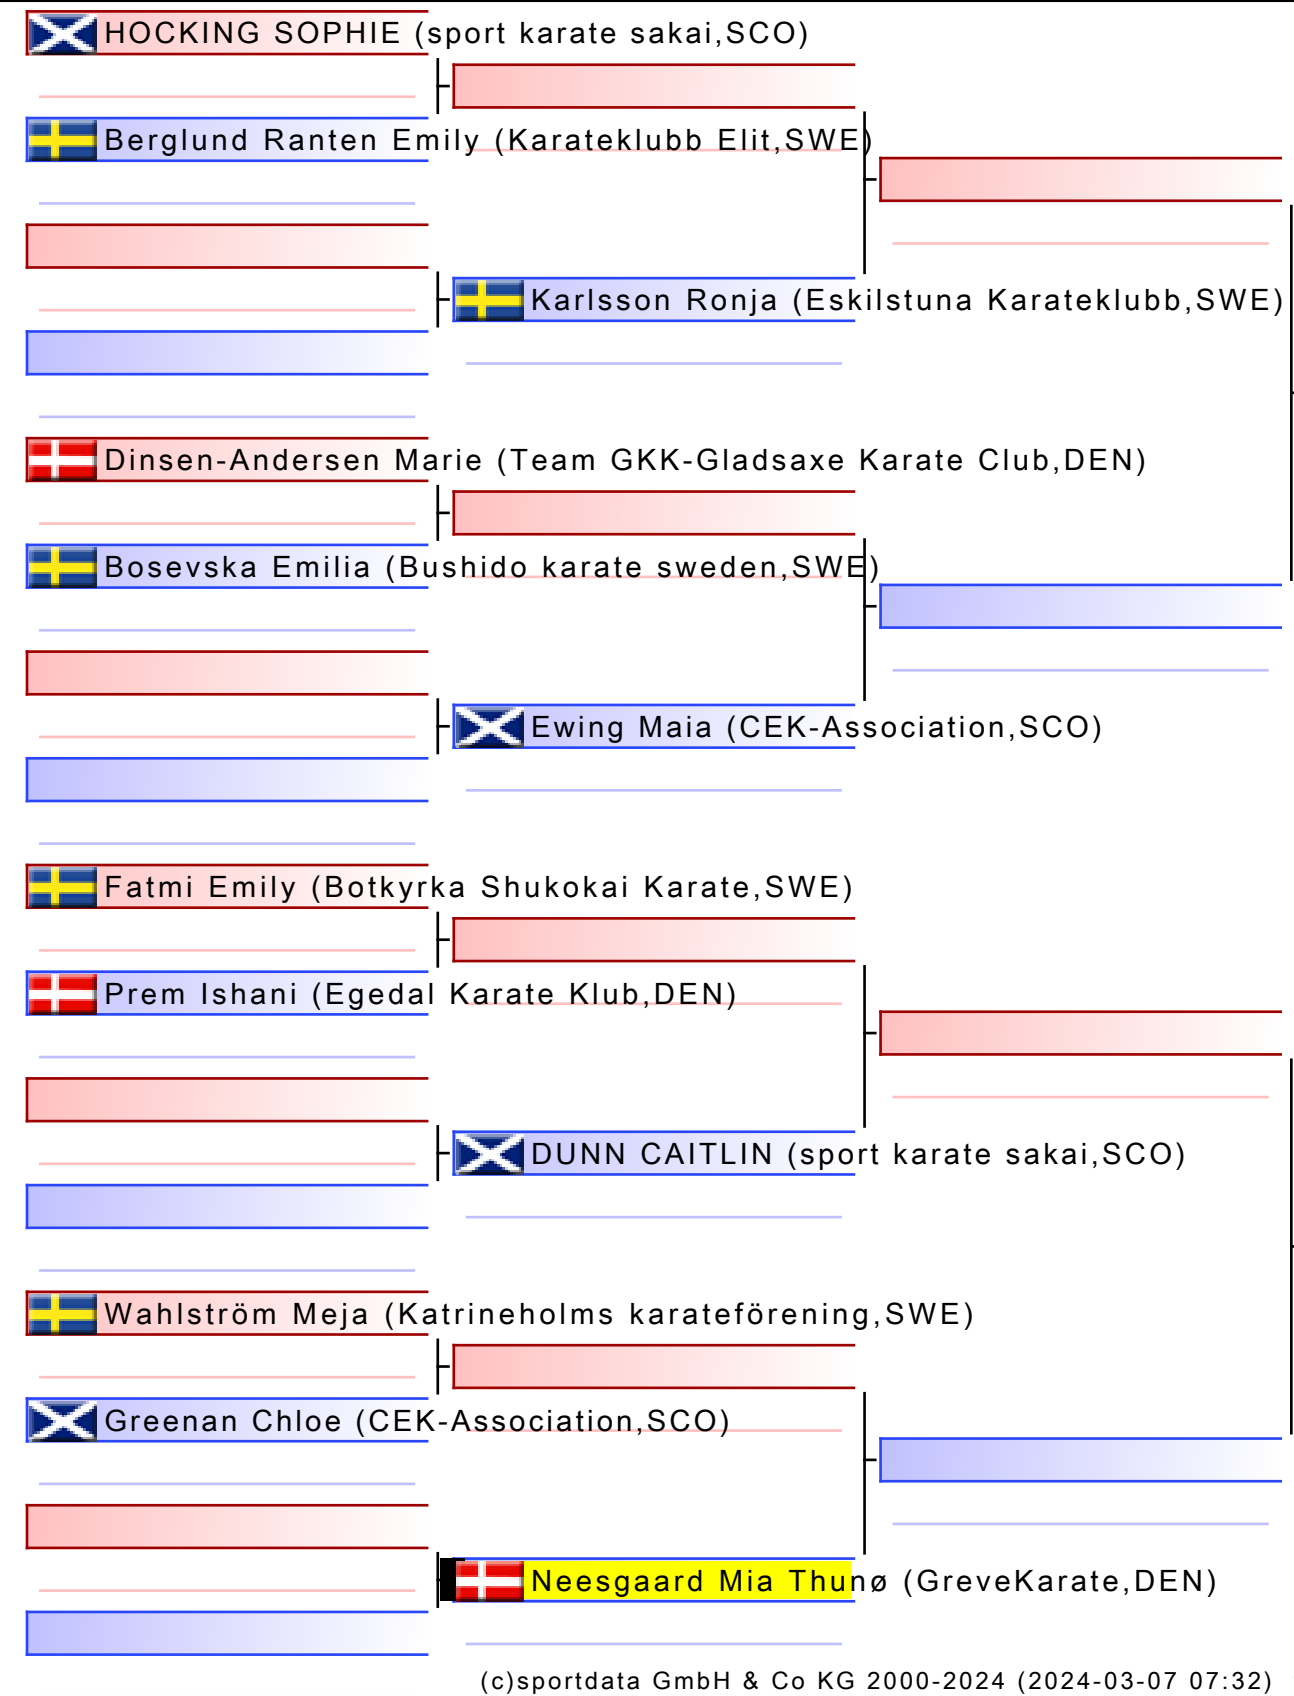 HOCKING SOPHIE (sport karate sakai,SCO)
Berglund Ranten Emily (Karateklubb Elit,SWE)
Karlsson Ronja (Eskilstuna Karateklubb,SWE)
Dinsen-Andersen Marie (Team GKK-Gladsaxe Karate Club,DEN)
Bosevska Emilia (Bushido karate sweden,SWE)
Ewing Maia (CEK-Association,SCO)
Fatmi Emily (Botkyrka Shukokai Karate,SWE)
Prem Ishani (Egedal Karate Klub,DEN)
DUNN CAITLIN (sport karate sakai,SCO)
Wahlström Meja (Katrineholms karateförening,SWE)
Greenan Chloe (CEK-Association,SCO)
Neesgaard Mia Thunø (GreveKarate,DEN)
(c)sportdata GmbH & Co KG 2000-2024 (2024-03-07 07:32)